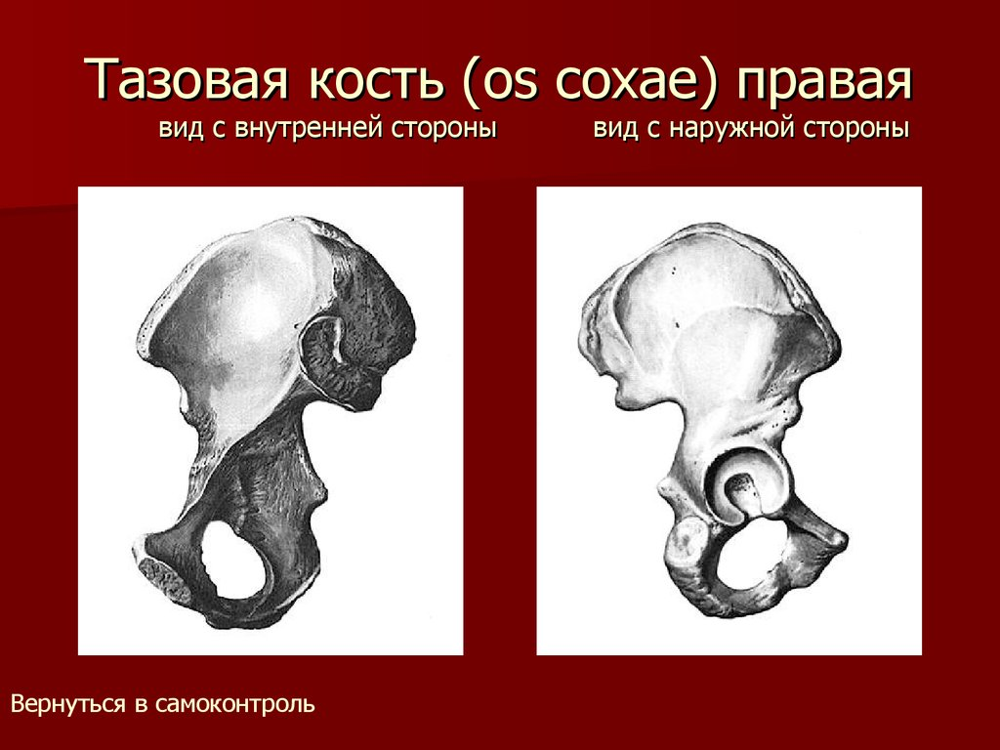 Тазовая кость (os coxae) правая
вид с внутренней стороны вид с наружной стороны
Вернуться в самоконтроль